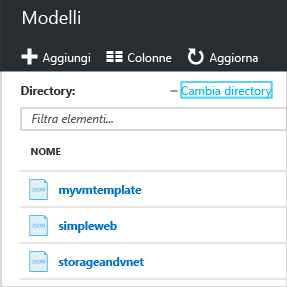 Modelli
Aggiungi Colonne Aggiorna
Directory: – Cambia directory
Filtra elementi...
NOME
JSON myvmtemplate
JSON simpleweb
JSON storageandvnet